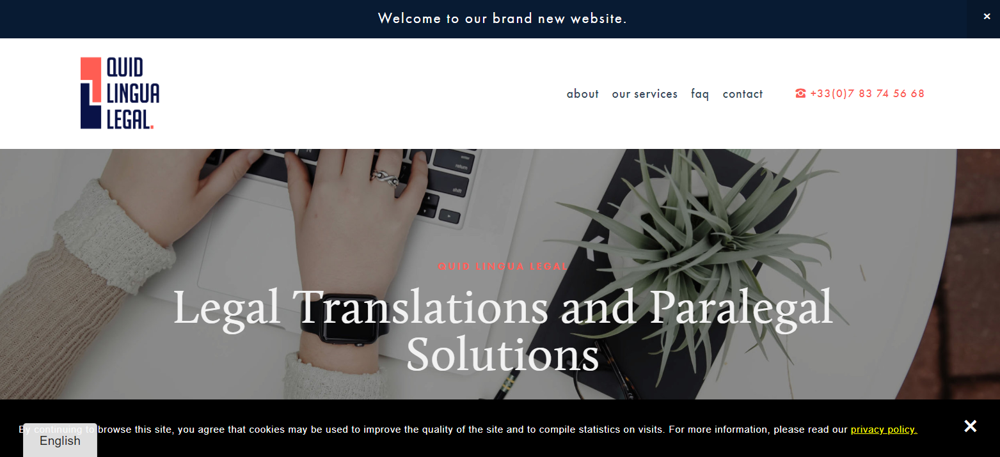 Welcome to our brand new website.
×
QUID
LINGUA
LEGAL.
about our services faq contact +33(0)7 83 74 56 68
enter
return
shift
QUID LINGUA LEGAL
Legal Translations and Paralegal
Solutions
By continuing to browse this site, you agree that cookies may be used to improve the quality of the site and to compile statistics on visits. For more information, please read our privacy policy.
English